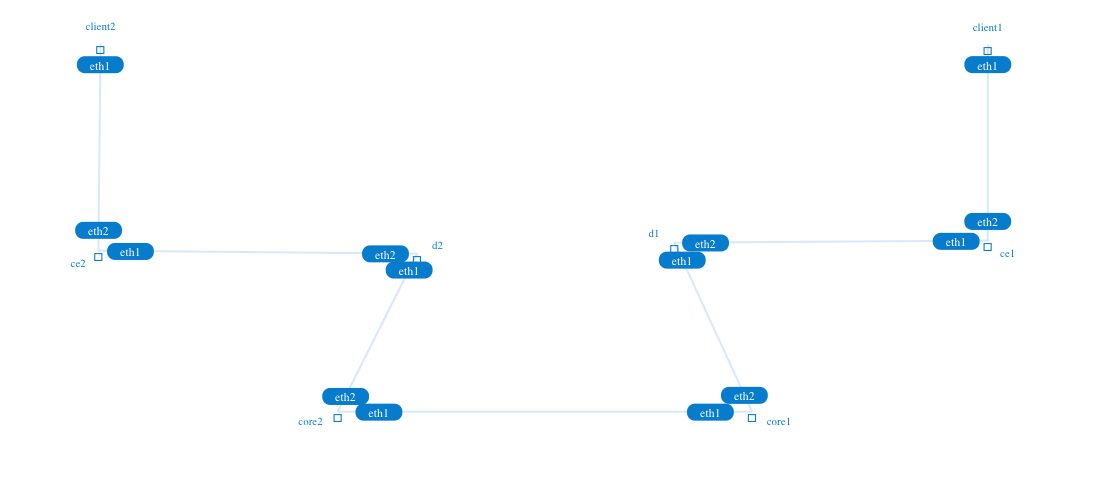 client2
client1
eth1
eth1
eth2
eth2
d1
eth1
eth2
d2
eth1
eth2
ce1
ce2
eth1
eth1
eth2
eth2
eth1
eth1
core2
core1